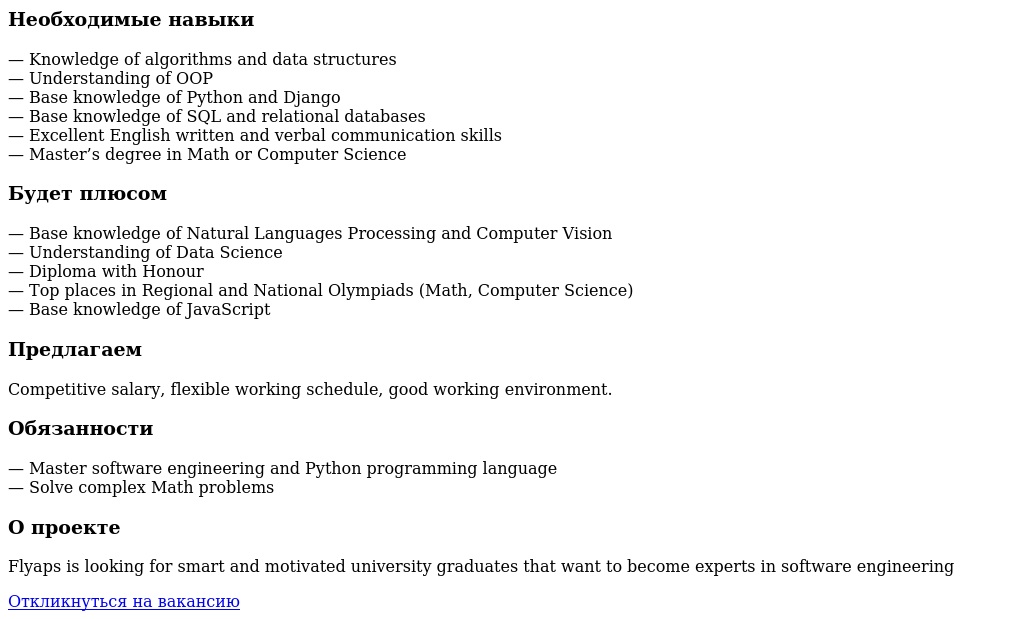 Необходимые навыки
— Knowledge of algorithms and data structures
— Understanding of OOP
— Base knowledge of Python and Django
— Base knowledge of SQL and relational databases
— Excellent English written and verbal communication skills
— Master’s degree in Math or Computer Science
Будет плюсом
— Base knowledge of Natural Languages Processing and Computer Vision
— Understanding of Data Science
— Diploma with Honour
— Top places in Regional and National Olympiads (Math, Computer Science)
— Base knowledge of JavaScript
Предлагаем
Competitive salary, flexible working schedule, good working environment.
Обязанности
— Master software engineering and Python programming language
— Solve complex Math problems
О проекте
Flyaps is looking for smart and motivated university graduates that want to become experts in software engineering
Откликнуться на вакансию